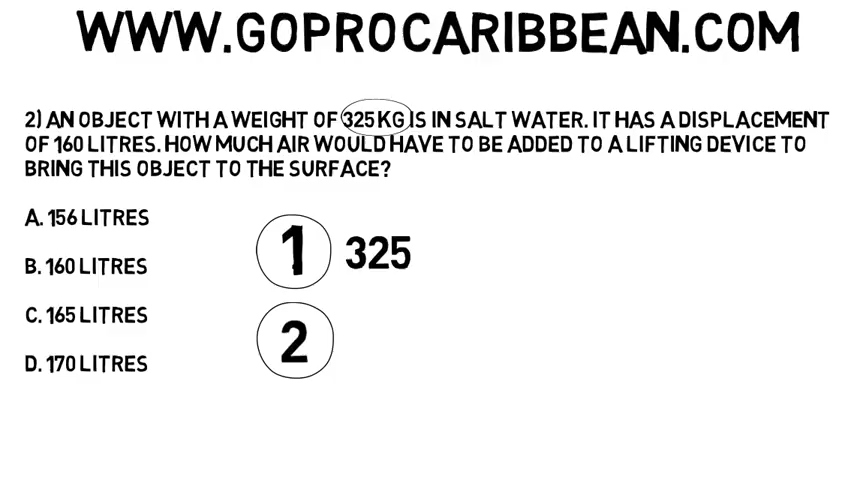 WWW.GOPROCARIBBEAN.COM
2) AN OBJECT WITH A WEIGHT OF 325 KG IS IN SALT WATER. IT HAS A DISPLACEMENT
OF 160 LITRES. HOW MUCH AIR WOULD HAVE TO BE ADDED TO A LIFTING DEVICE TO
BRING THIS OBJECT TO THE SURFACE?
A. 156 LITRES
B. 160 LITRES
C. 165 LITRES
D. 170 LITRES
1 325
2